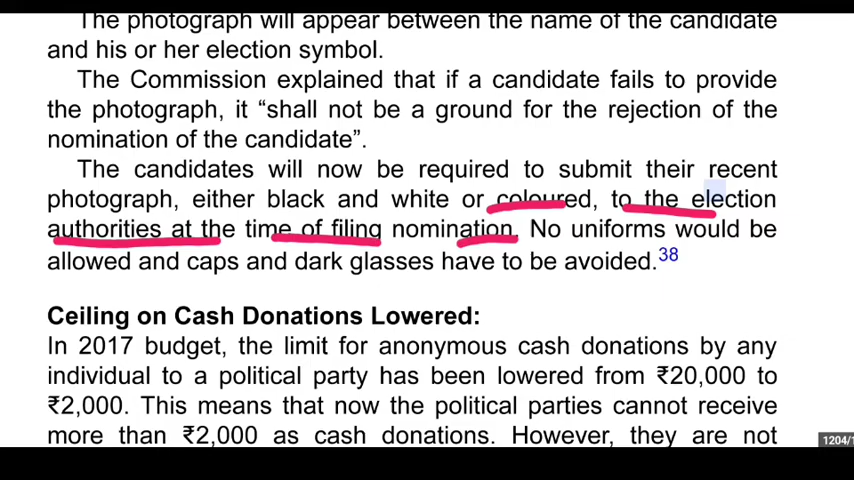 The photograph will appear between the name of the candidate
and his or her election symbol.
The Commission explained that if a candidate fails to provide
the photograph, it “shall not be a ground for the rejection of the
nomination of the candidate”.
The candidates will now be required to submit their recent
photograph, either black and white or coloured, to the election
authorities at the time of filing nomination. No uniforms would be
allowed and caps and dark glasses have to be avoided.38
Ceiling on Cash Donations Lowered:
In 2017 budget, the limit for anonymous cash donations by any
individual to a political party has been lowered from ₹20,000 to
₹2,000. This means that now the political parties cannot receive
more than ₹2,000 as cash donations. However, they are not
1204/1